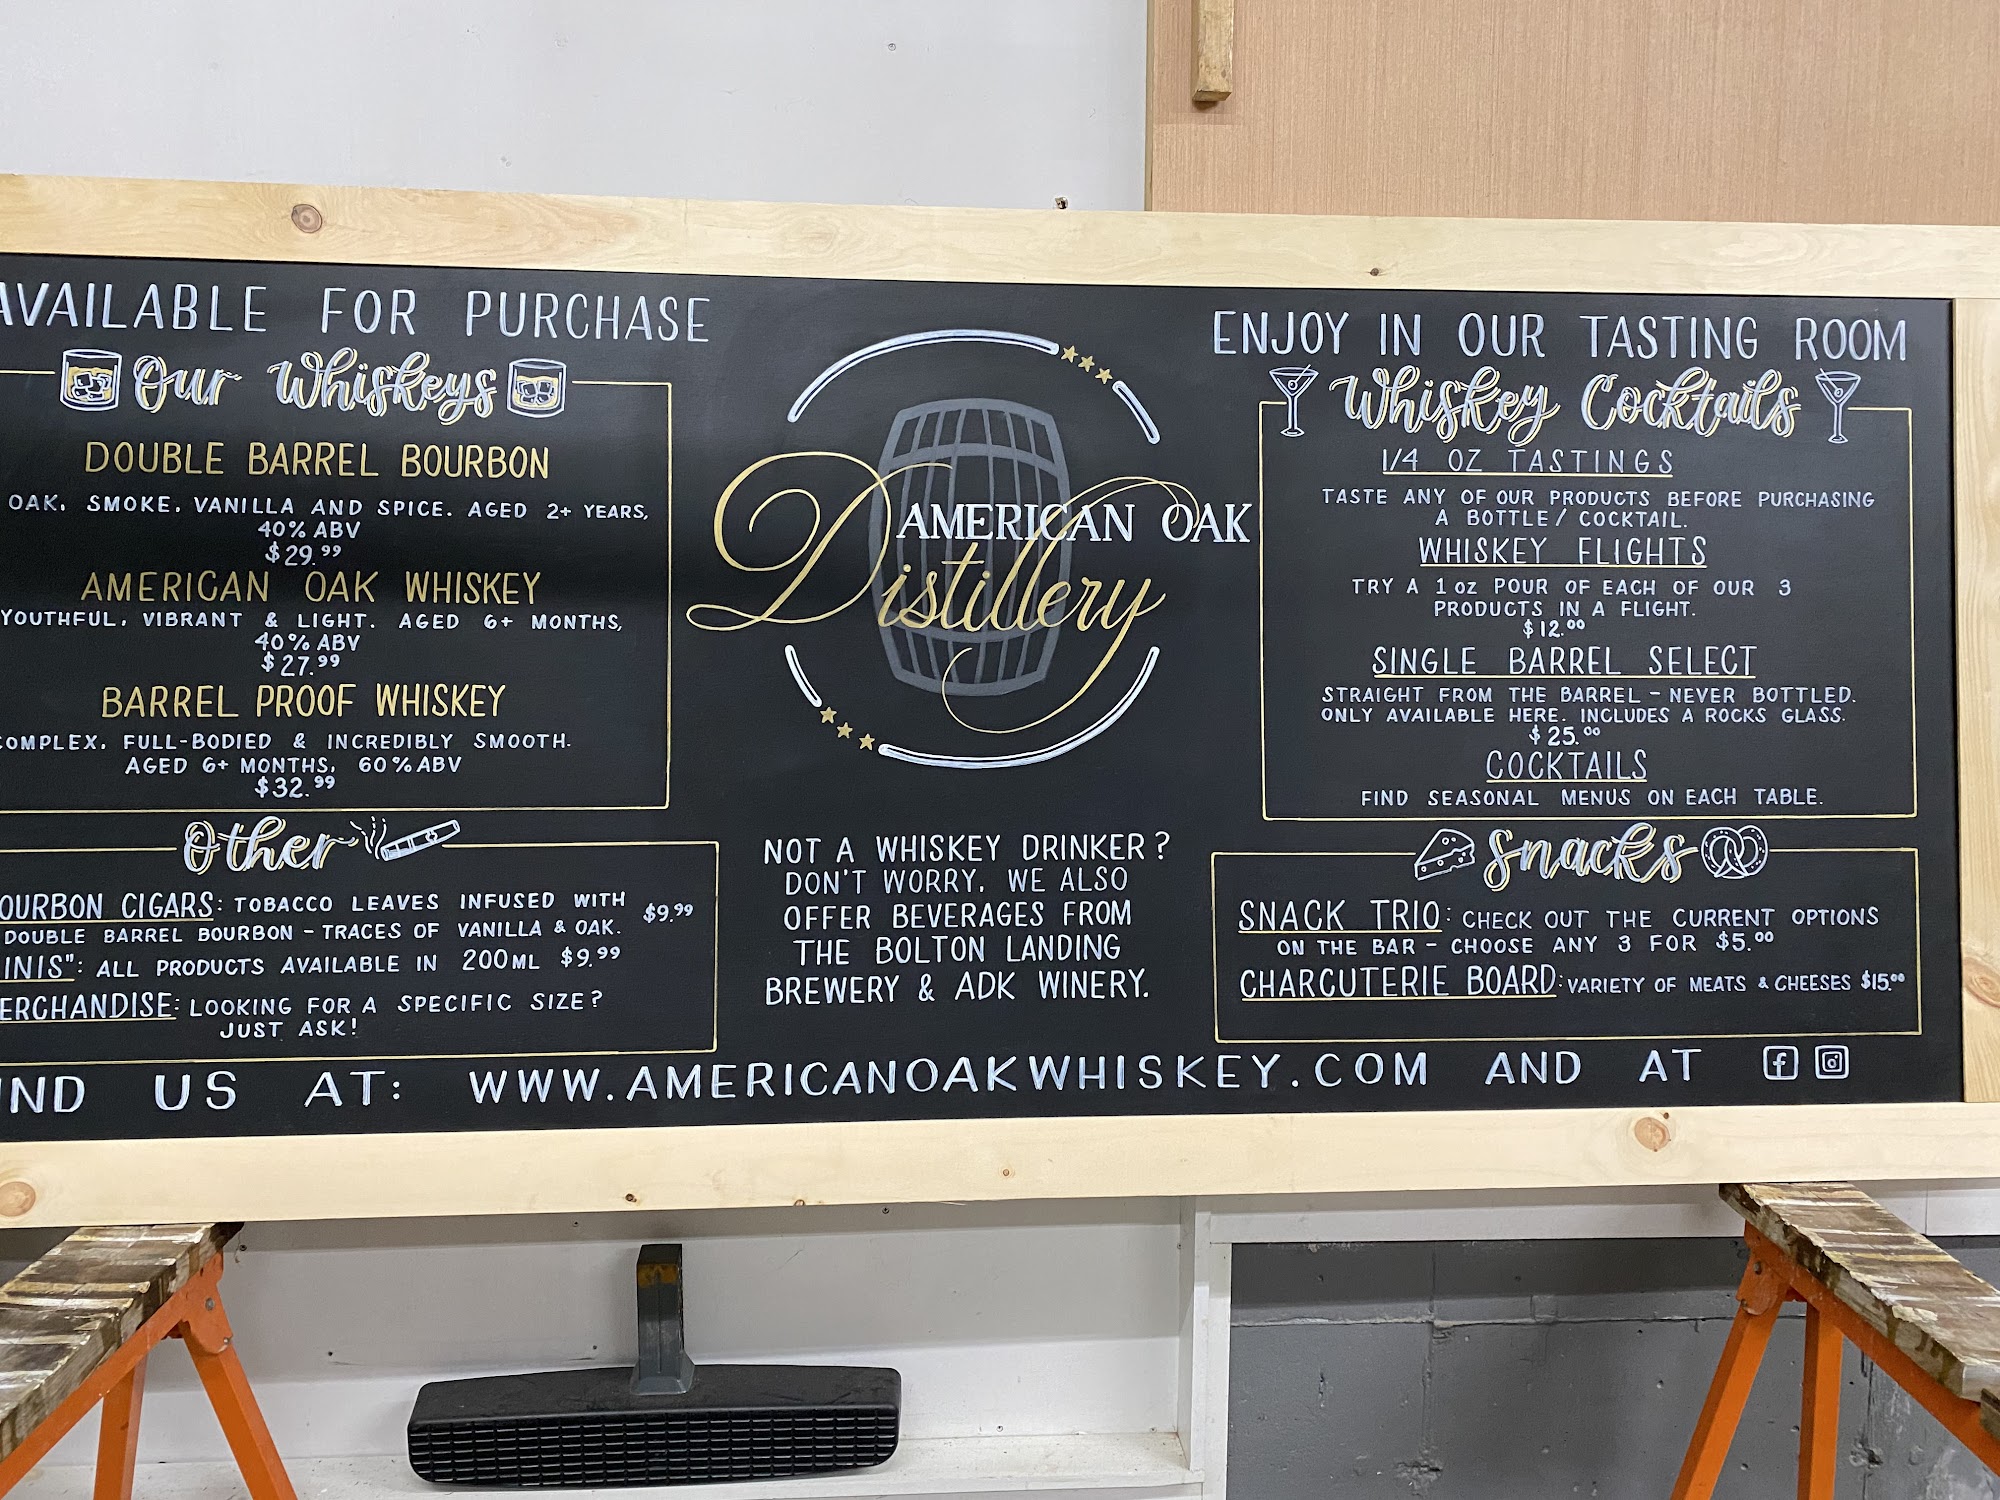 AVAILABLE FOR PURCHASE
Our Whiskeys
DOUBLE BARREL BOURBON
OAK, SMOKE, VANILLA AND SPICE. AGED 2+ YEARS,
40% ABV
$29.99
AMERICAN OAK WHISKEY
YOUTHFUL, VIBRANT & LIGHT. AGED 6+ MONTHS,
40% ABV
$27.99
BARREL PROOF WHISKEY
COMPLEX, FULL-BODIED & INCREDIBLY SMOOTH.
AGED 6+ MONTHS, 60% ABV
$32.99
Other
OURBON CIGARS: TOBACCO LEAVES INFUSED WITH $9.99
DOUBLE BARREL BOURBON - TRACES OF VANILLA & OAK.
INIS": ALL PRODUCTS AVAILABLE IN 200ML $9.99
ERCHANDISE: LOOKING FOR A SPECIFIC SIZE?
JUST ASK!
AMERICAN OAK
Distillery
NOT A WHISKEY DRINKER?
DON'T WORRY, WE ALSO
OFFER BEVERAGES FROM
THE BOLTON LANDING
BREWERY & ADK WINERY.
ENJOY IN OUR TASTING ROOM
Whiskey Cocktails
1/4 OZ TASTINGS
TASTE ANY OF OUR PRODUCTS BEFORE PURCHASING
A BOTTLE/ COCKTAIL.
WHISKEY FLIGHTS
TRY A 1 oz POUR OF EACH OF OUR 3
PRODUCTS IN A FLIGHT.
$12.00
SINGLE BARREL SELECT
STRAIGHT FROM THE BARREL - NEVER BOTTLED.
ONLY AVAILABLE HERE. INCLUDES A ROCKS GLASS.
$25.00
COCKTAILS
FIND SEASONAL MENUS ON EACH TABLE.
Snacks
SNACK TRIO: CHECK OUT THE CURRENT OPTIONS
ON THE BAR - CHOOSE ANY 3 FOR $5.00
CHARCUTERIE BOARD: VARIETY OF MEATS & CHEESES $15.00
IND US AT: WWW.AMERICANOAKWHISKEY.COM AND AT